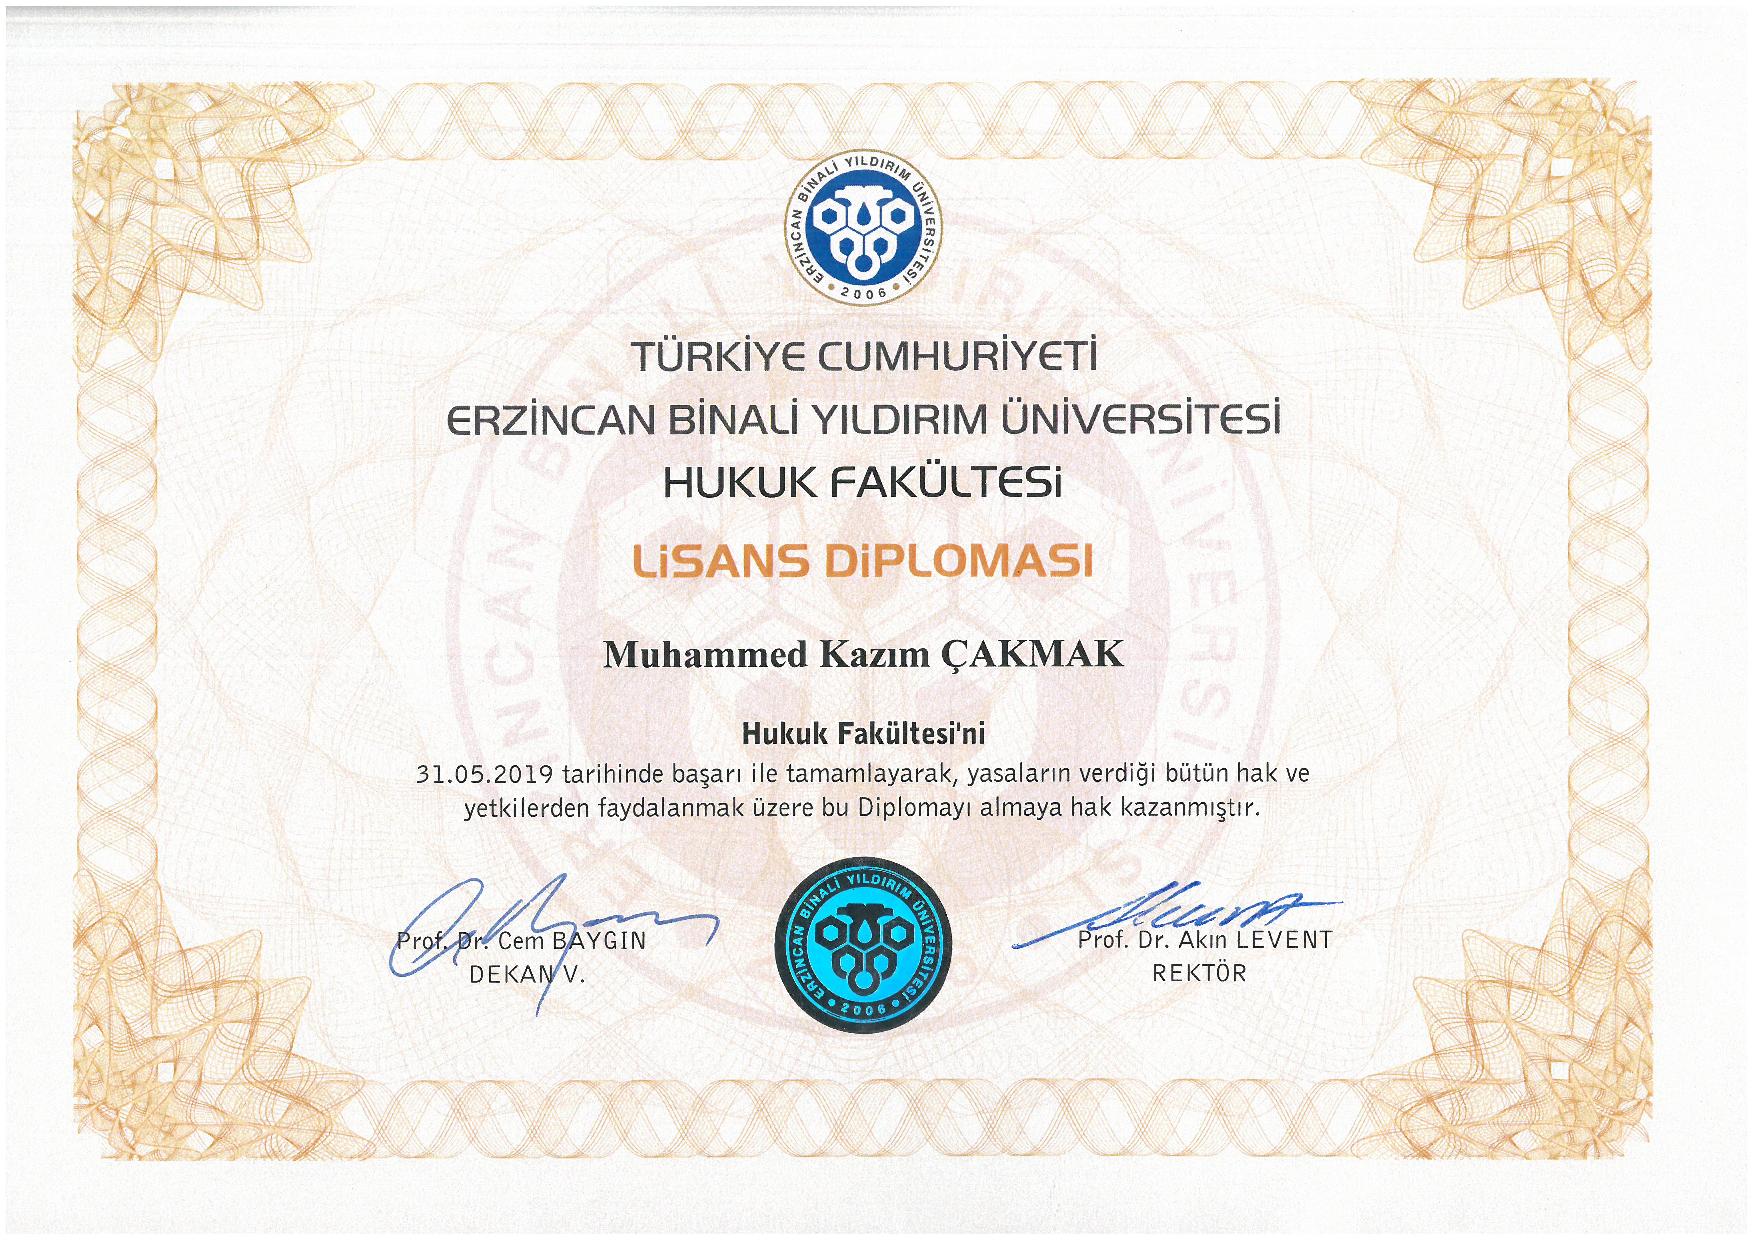 ERZİNCAN BİNALİ YILDIRIM ÜNİVERSİTESİ
2006
TÜRKİYE CUMHURİYETİ
ERZİNCAN BİNALİ YILDIRIM ÜNİVERSİTESİ
HUKUK FAKÜLTESİ
LİSANS DİPLOMASI
Muhammed Kazım ÇAKMAK
Hukuk Fakültesi'ni
31.05.2019 tarihinde başarı ile tamamlayarak, yasaların verdiği bütün hak ve
yetkilerden faydalanmak üzere bu Diplomayı almaya hak kazanmıştır.
Prof. Dr. Cem BAYGIN
DEKAN V.
ERZİNCAN BİNALİ YILDIRIM ÜNİVERSİTESİ
2006
Prof. Dr. Akın LEVENT
REKTÖR